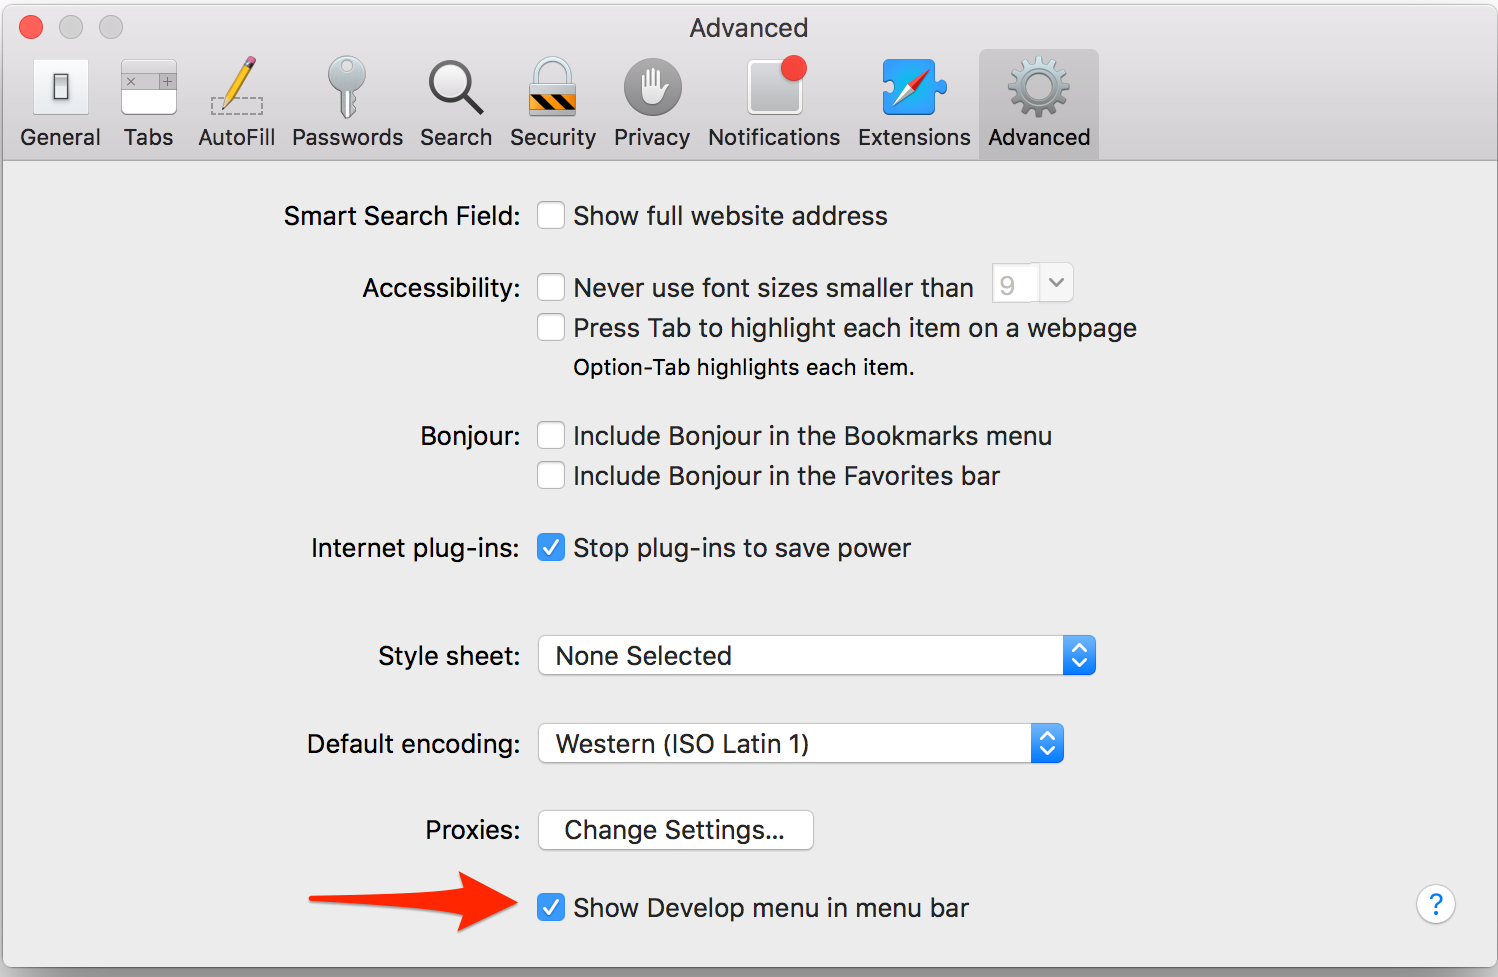 Advanced
General Tabs AutoFill Passwords Search Security Privacy Notifications Extensions Advanced
Smart Search Field: Show full website address
Accessibility: Never use font sizes smaller than 9
Press Tab to highlight each item on a webpage
Option-Tab highlights each item.
Bonjour: Include Bonjour in the Bookmarks menu
Include Bonjour in the Favorites bar
Internet plug-ins: Stop plug-ins to save power
Style sheet: None Selected
Default encoding: Western (ISO Latin 1)
Proxies: Change Settings...
Show Develop menu in menu bar
?